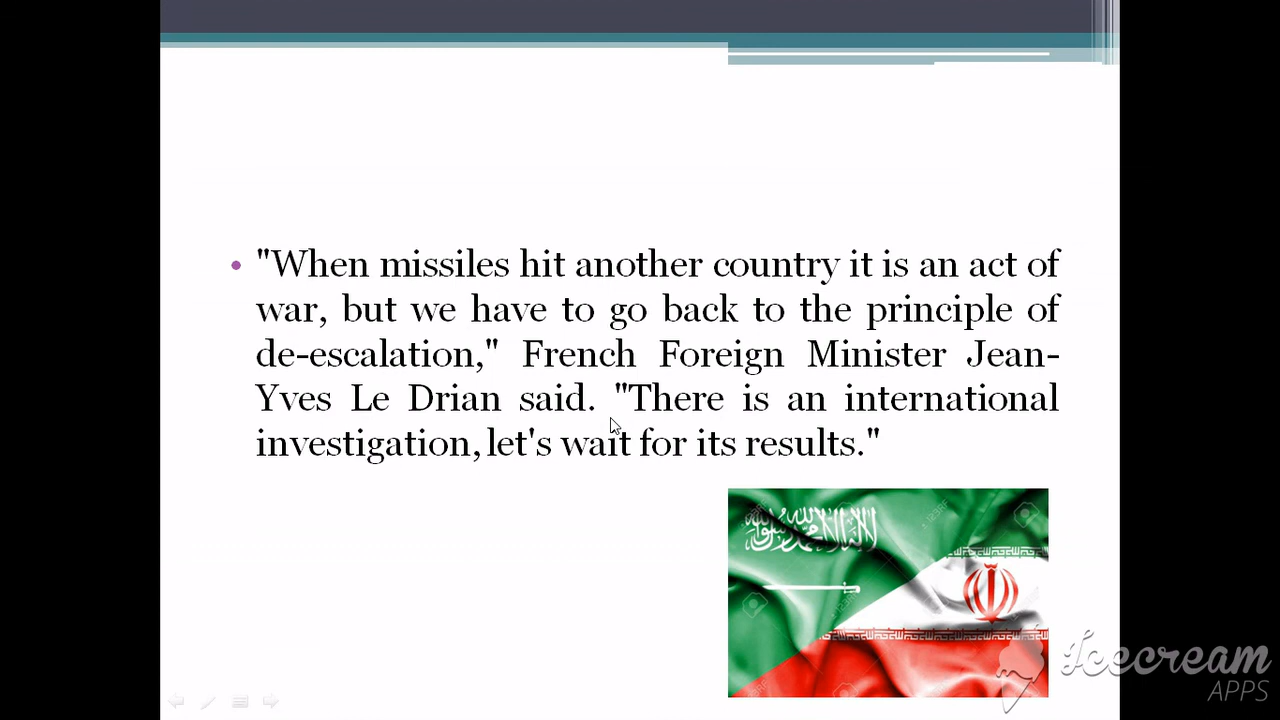 "When missiles hit another country it is an act of
war, but we have to go back to the principle of
de-escalation," French Foreign Minister Jean-
Yves Le Drian said. "There is an international
investigation, let's wait for its results."
123RF
Icecream
APPS